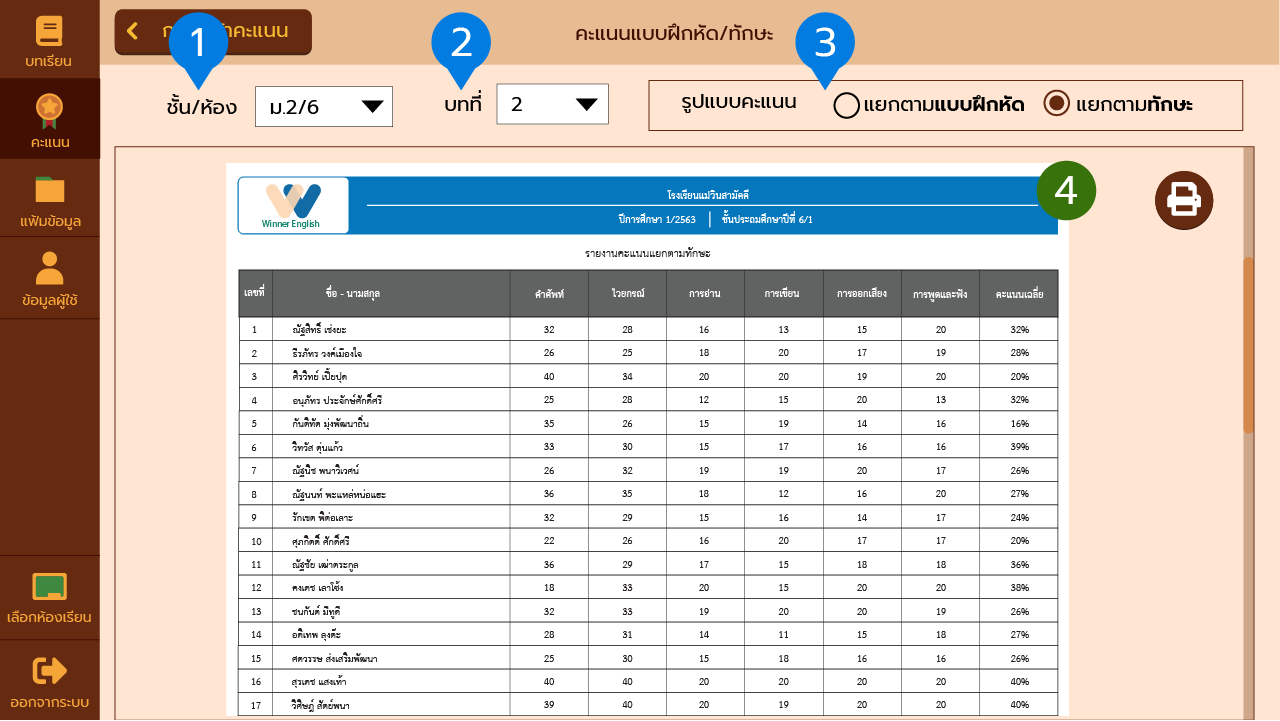 บทเรียน
คะแนน
แฟ้มข้อมูล
ข้อมูลผู้ใช้
เลือกห้องเรียน
ออกจากระบบ
คะแนน
คะแนนแบบฝึกหัด/ทักษะ
1
2
3
ชั้น/ห้อง ม.2/6 บทที่ 2 รูปแบบคะแนน แยกตามแบบฝึกหัด แยกตามทักษะ
4
Winner English
โรงเรียนแม่วินสามัคคี
ปีการศึกษา 1/2563 ชั้นประถมศึกษาปีที่ 6/1
รายงานคะแนนแยกตามทักษะ
เลขที่ ชื่อ - นามสกุล คำศัพท์ ไวยกรณ์ การอ่าน การเขียน การออกเสียง การพูดและฟัง คะแนนเฉลี่ย
1 ณัฐสิทธิ์ เช่งยะ 32 28 16 13 15 20 32%
2 ธีรภัทร วงค์เมืองใจ 26 25 18 20 17 19 28%
3 ศิรวิทย์ เปี้ยปุด 40 34 20 20 19 20 20%
4 อนุภัทร ประจักษ์ศักดิ์ศรี 25 28 12 15 20 13 32%
5 กันต์ทัต มุ่งพัฒนาถิ่น 35 26 15 19 14 16 16%
6 วิทวัส ตุ่นแก้ว 33 30 15 17 16 16 39%
7 ณัฐนิช พนาวิเวศน์ 26 32 19 19 20 17 26%
8 ณัฐนนท์ พะแหล่หน่อแฮะ 36 35 18 12 16 20 27%
9 รักเขต พิต่อเลาะ 32 29 15 16 14 17 24%
10 ศุภกิตติ์ ศักดิ์ศรี 22 26 16 20 17 17 20%
11 ณัฐชัย เฒ่าตระกูล 36 29 17 15 18 18 36%
12 คงเดช เลาโซ้ง 18 33 20 15 20 20 38%
13 ชนกันต์ มีทูดี 32 33 19 20 20 19 26%
14 อติเทพ ลุงต๊ะ 28 31 14 11 15 18 27%
15 ศตวรรษ ส่งเสริมพัฒนา 25 30 15 18 16 16 26%
16 สุรเดช แสงเท้า 40 40 20 20 20 20 40%
17 วิศิษฎ์ สัตย์พนา 39 40 20 19 20 20 40%